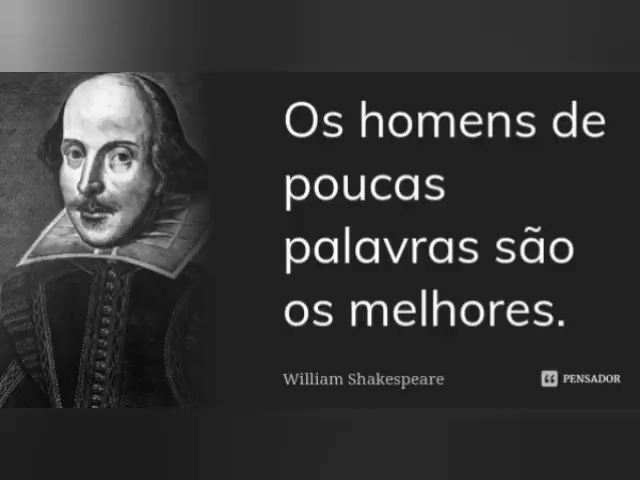 Os homens de
poucas
palavras são
os melhores.
William Shakespeare
PENSADOR